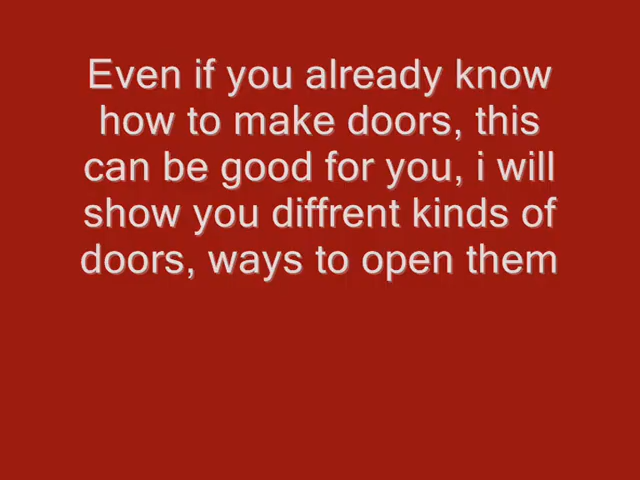 Even if you already know
how to make doors, this
can be good for you, i will
show you diffrent kinds of
doors, ways to open them